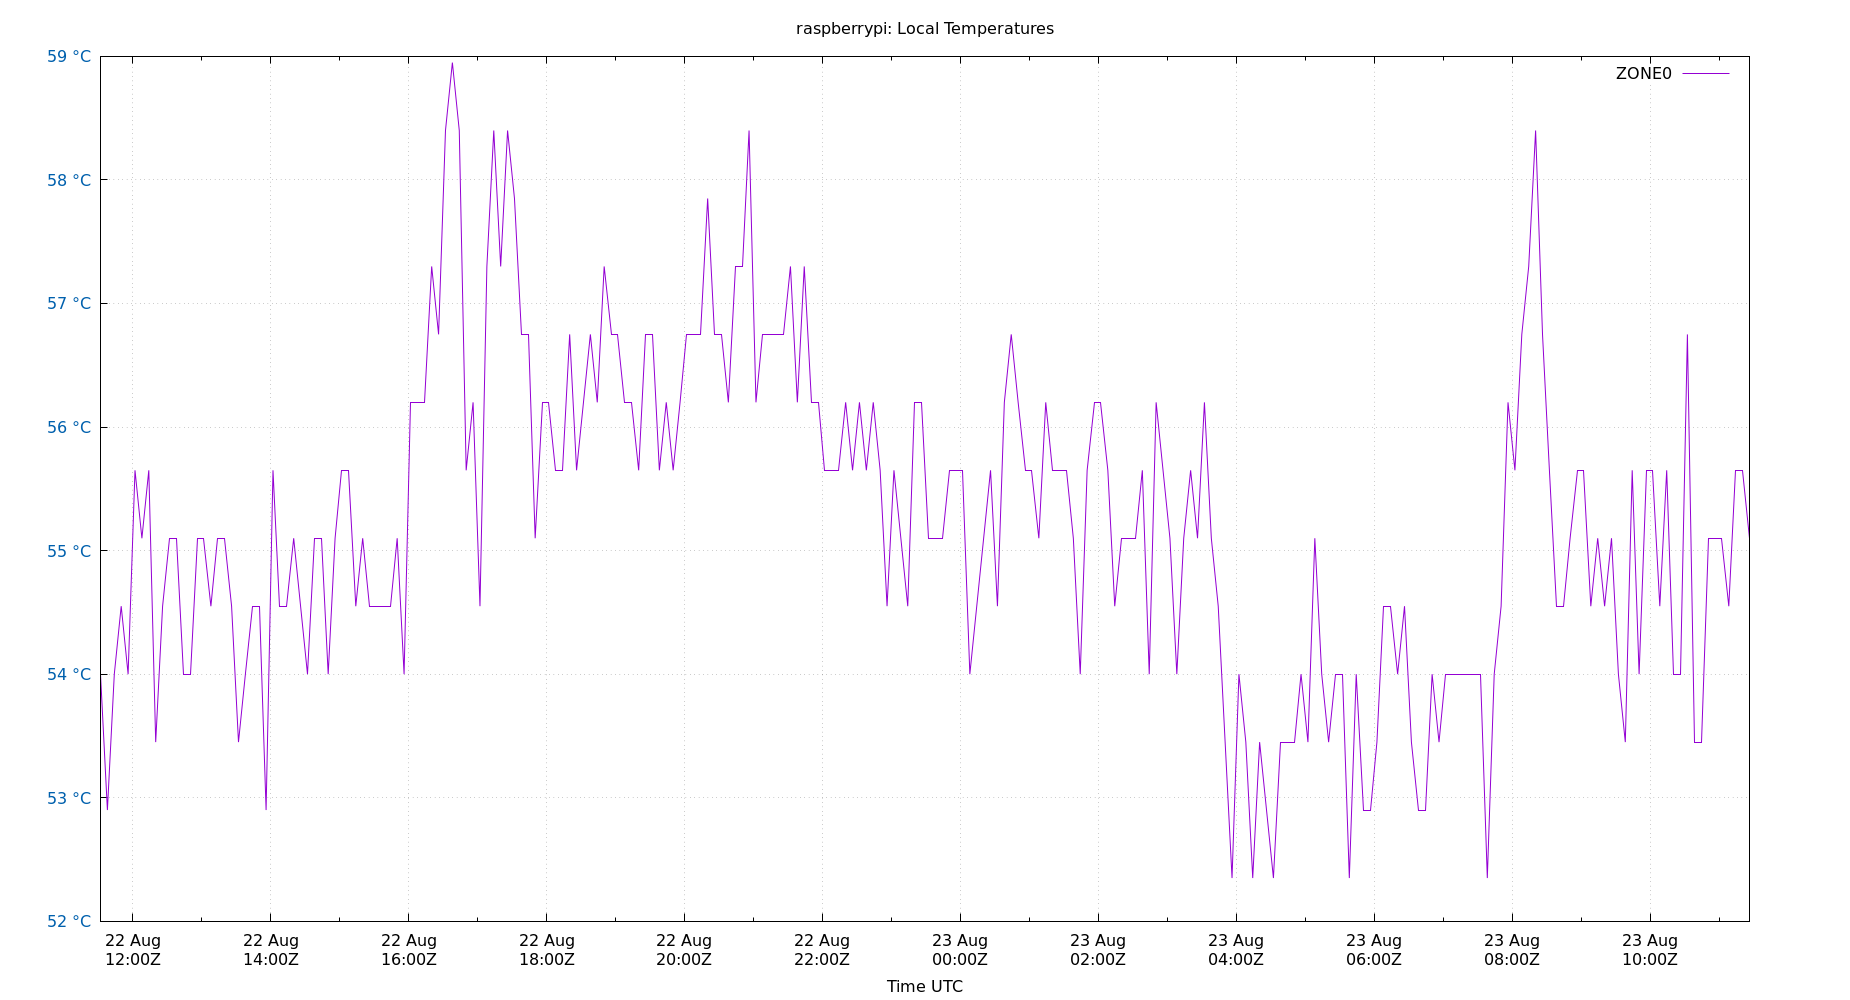 raspberrypi: Local Temperatures
ZONE0
59 °C
58 °C
57 °C
56 °C
55 °C
54 °C
53 °C
52 °C
22 Aug 22 Aug 22 Aug 22 Aug 22 Aug 22 Aug 23 Aug 23 Aug 23 Aug 23 Aug 23 Aug 23 Aug
12:00Z 14:00Z 16:00Z 18:00Z 20:00Z 22:00Z 00:00Z 02:00Z 04:00Z 06:00Z 08:00Z 10:00Z
Time UTC